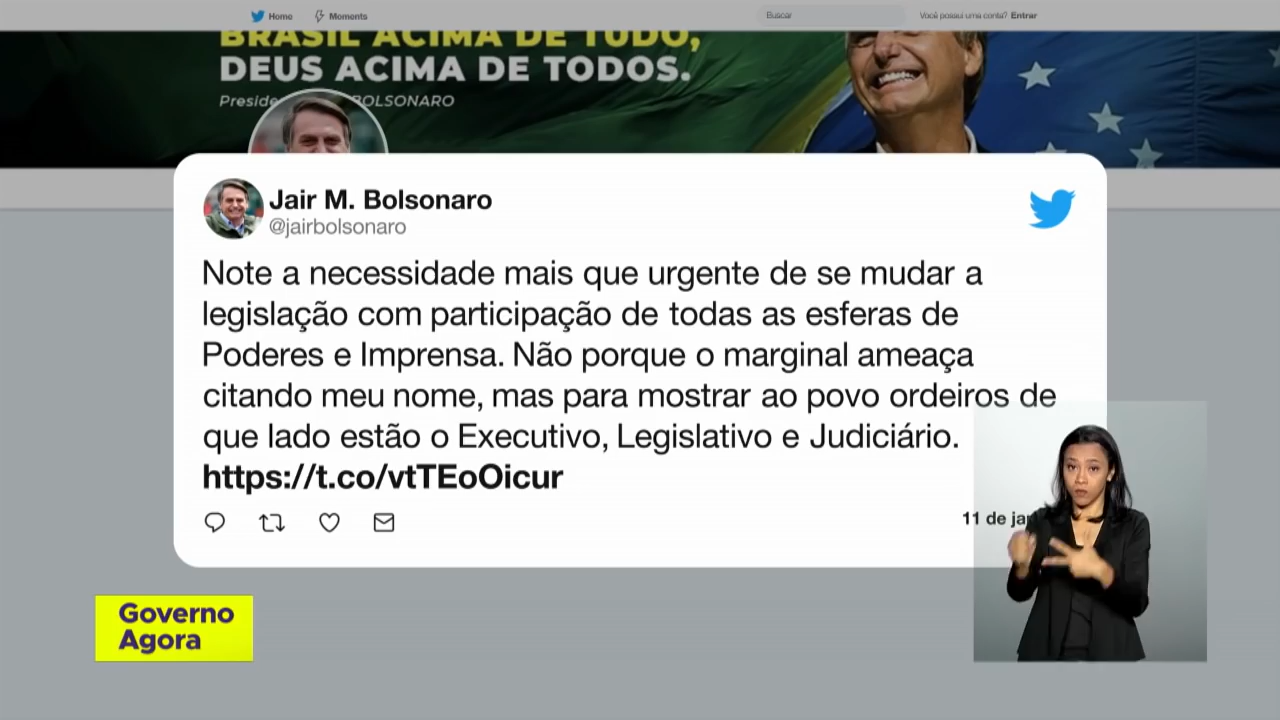 Home
Moments
Buscar
Você possui uma conta? Entrar
BRASIL ACIMA DE TUDO,
DEUS ACIMA DE TODOS.
BOLSONARO
Jair M. Bolsonaro
@jairbolsonaro
Note a necessidade mais que urgente de se mudar a
legislação com participação de todas as esferas de
Poderes e Imprensa. Não porque o marginal ameaça
citando meu nome, mas para mostrar ao povo ordeiros de
que lado estão o Executivo, Legislativo e Judiciário.
https://t.co/vtTEoOicur
11 de
Governo
Agora